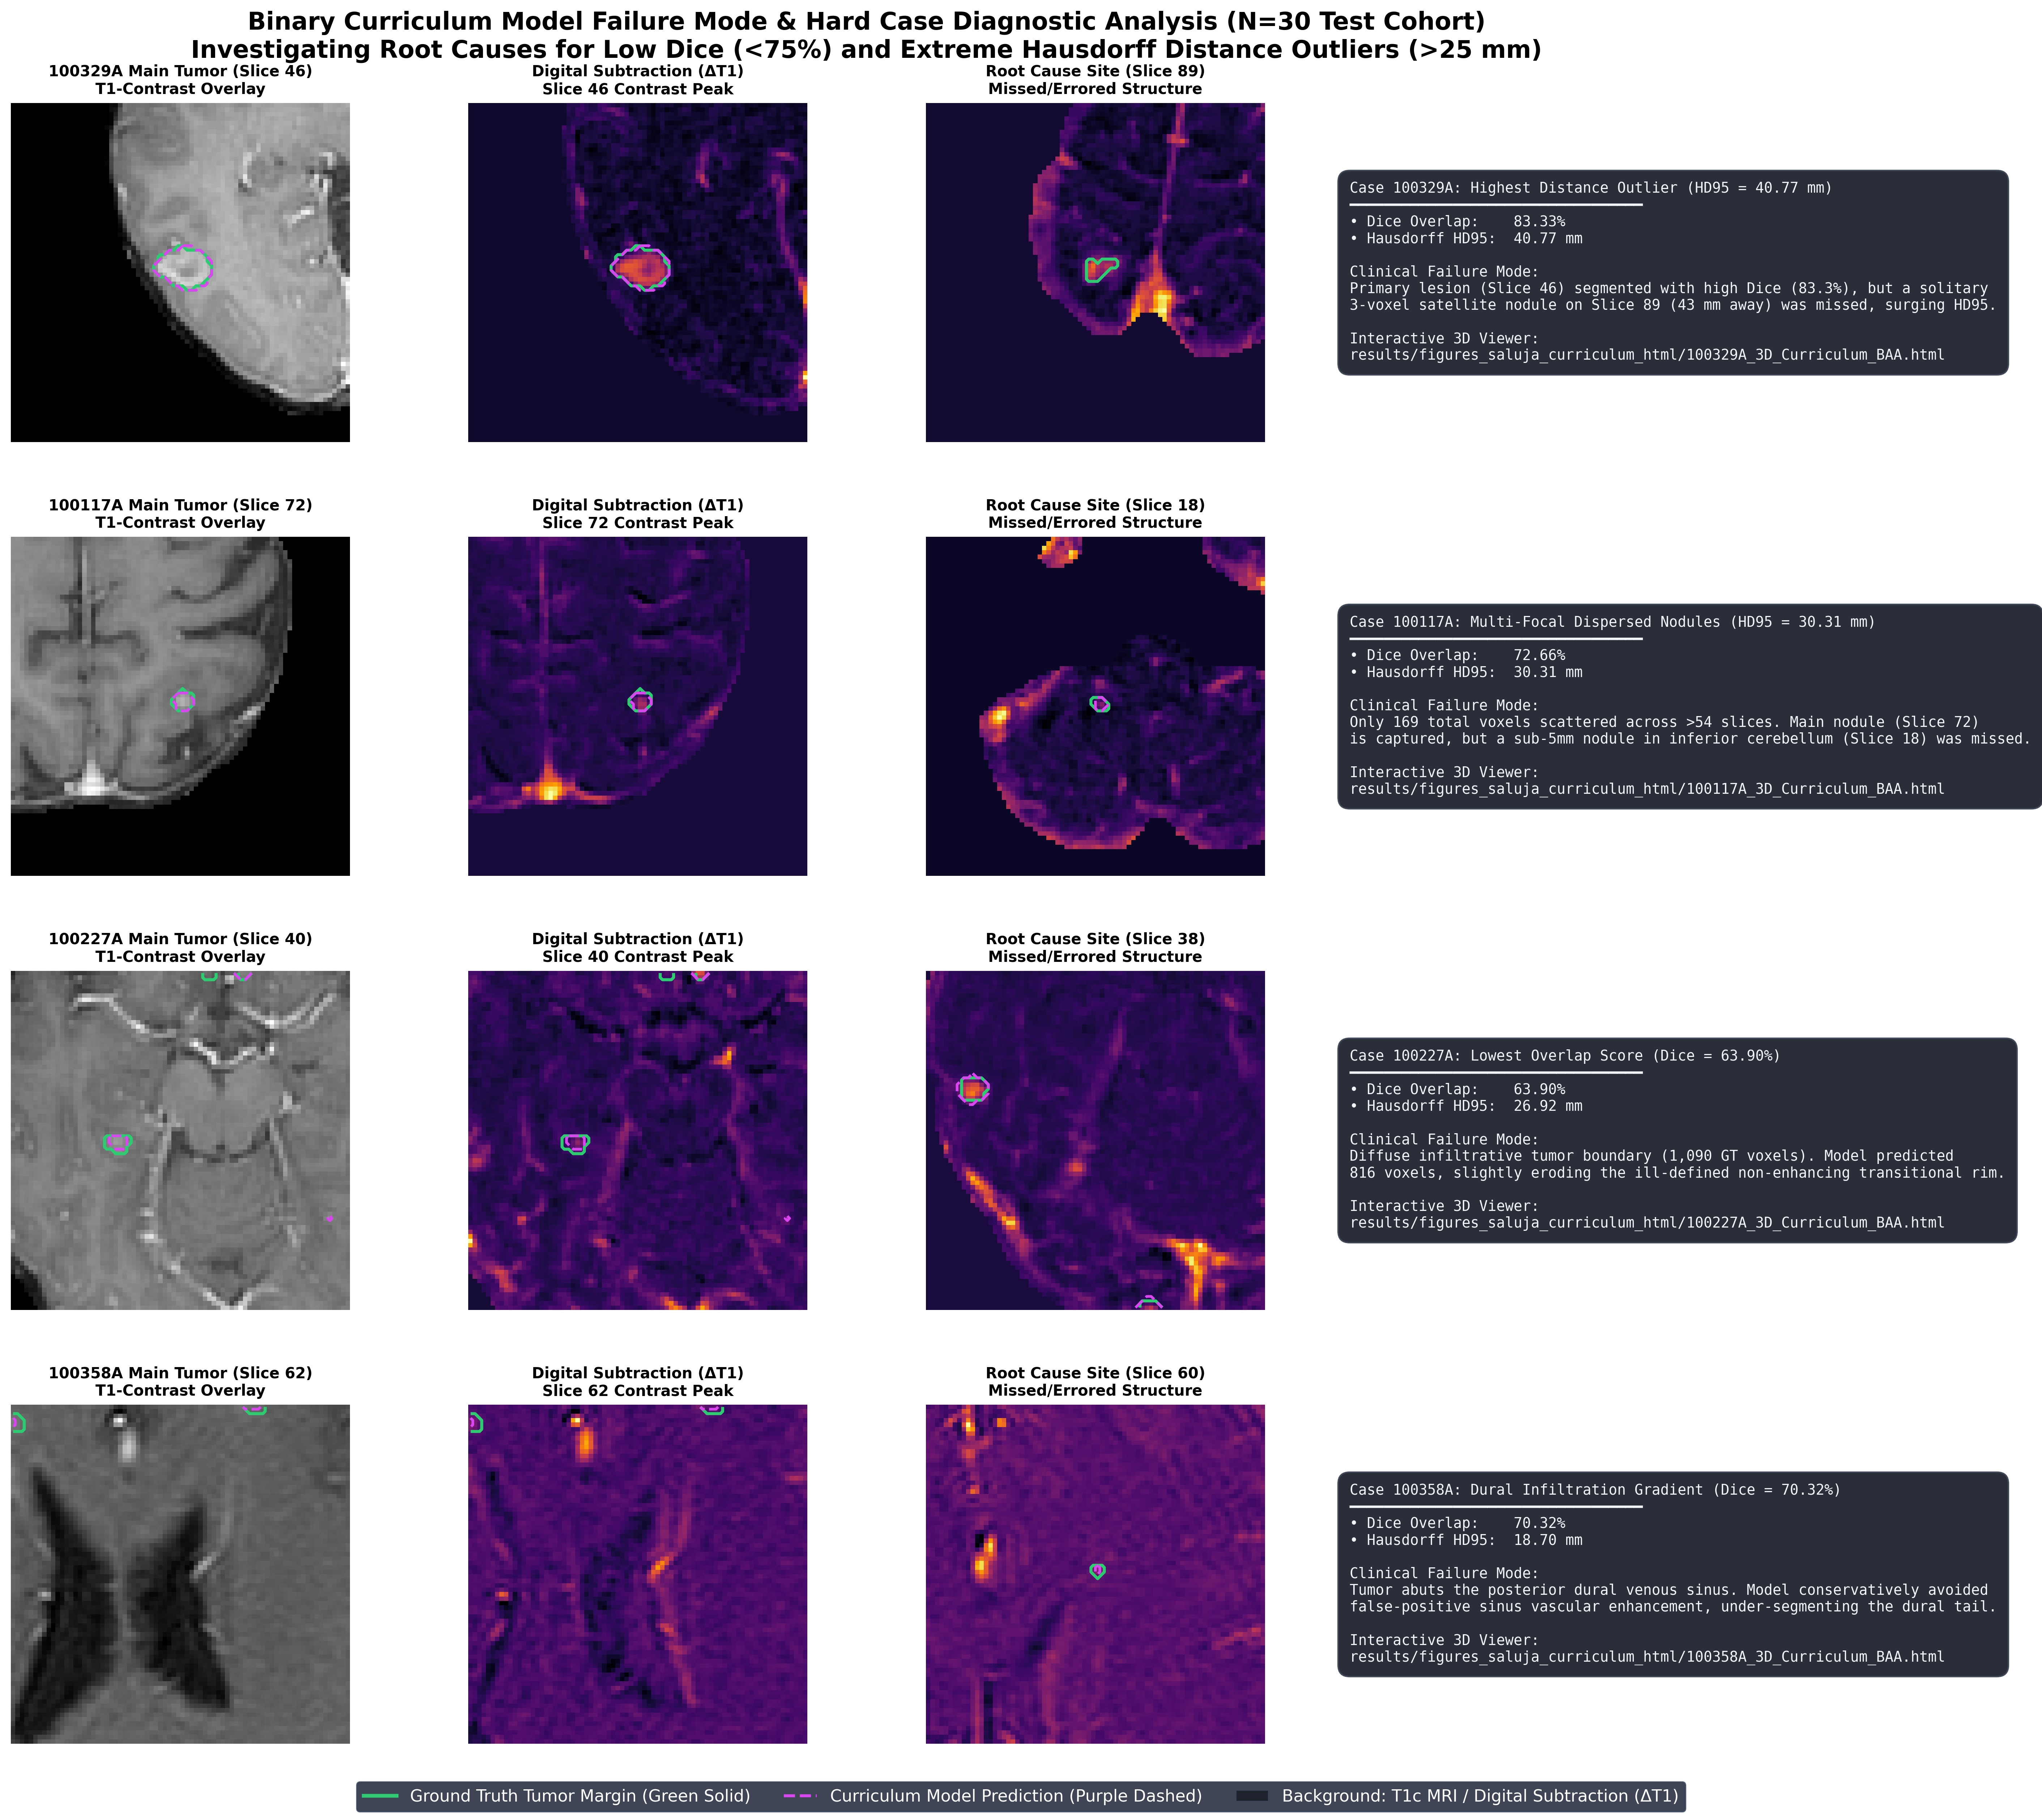 Binary Curriculum Model Failure Mode & Hard Case Diagnostic Analysis (N=30 Test Cohort)
Investigating Root Causes for Low Dice (<75%) and Extreme Hausdorff Distance Outliers (>25 mm)
100329A Main Tumor (Slice 46)
T1-Contrast Overlay
Digital Subtraction (ΔT1)
Slice 46 Contrast Peak
Root Cause Site (Slice 89)
Missed/Errored Structure
Case 100329A: Highest Distance Outlier (HD95 = 40.77 mm)
• Dice Overlap: 83.33%
• Hausdorff HD95: 40.77 mm
Clinical Failure Mode:
Primary lesion (Slice 46) segmented with high Dice (83.3%), but a solitary
3-voxel satellite nodule on Slice 89 (43 mm away) was missed, surging HD95.
Interactive 3D Viewer:
results/figures_saluja_curriculum_html/100329A_3D_Curriculum_BAA.html
100117A Main Tumor (Slice 72)
T1-Contrast Overlay
Digital Subtraction (ΔT1)
Slice 72 Contrast Peak
Root Cause Site (Slice 18)
Missed/Errored Structure
Case 100117A: Multi-Focal Dispersed Nodules (HD95 = 30.31 mm)
• Dice Overlap: 72.66%
• Hausdorff HD95: 30.31 mm
Clinical Failure Mode:
Only 169 total voxels scattered across >54 slices. Main nodule (Slice 72)
is captured, but a sub-5mm nodule in inferior cerebellum (Slice 18) was missed.
Interactive 3D Viewer:
results/figures_saluja_curriculum_html/100117A_3D_Curriculum_BAA.html
100227A Main Tumor (Slice 40)
T1-Contrast Overlay
Digital Subtraction (ΔT1)
Slice 40 Contrast Peak
Root Cause Site (Slice 38)
Missed/Errored Structure
Case 100227A: Lowest Overlap Score (Dice = 63.90%)
• Dice Overlap: 63.90%
• Hausdorff HD95: 26.92 mm
Clinical Failure Mode:
Diffuse infiltrative tumor boundary (1,090 GT voxels). Model predicted
816 voxels, slightly eroding the ill-defined non-enhancing transitional rim.
Interactive 3D Viewer:
results/figures_saluja_curriculum_html/100227A_3D_Curriculum_BAA.html
100358A Main Tumor (Slice 62)
T1-Contrast Overlay
Digital Subtraction (ΔT1)
Slice 62 Contrast Peak
Root Cause Site (Slice 60)
Missed/Errored Structure
Case 100358A: Dural Infiltration Gradient (Dice = 70.32%)
• Dice Overlap: 70.32%
• Hausdorff HD95: 18.70 mm
Clinical Failure Mode:
Tumor abuts the posterior dural venous sinus. Model conservatively avoided
false-positive sinus vascular enhancement, under-segmenting the dural tail.
Interactive 3D Viewer:
results/figures_saluja_curriculum_html/100358A_3D_Curriculum_BAA.html
Ground Truth Tumor Margin (Green Solid)
Curriculum Model Prediction (Purple Dashed)
Background: T1c MRI / Digital Subtraction (ΔT1)